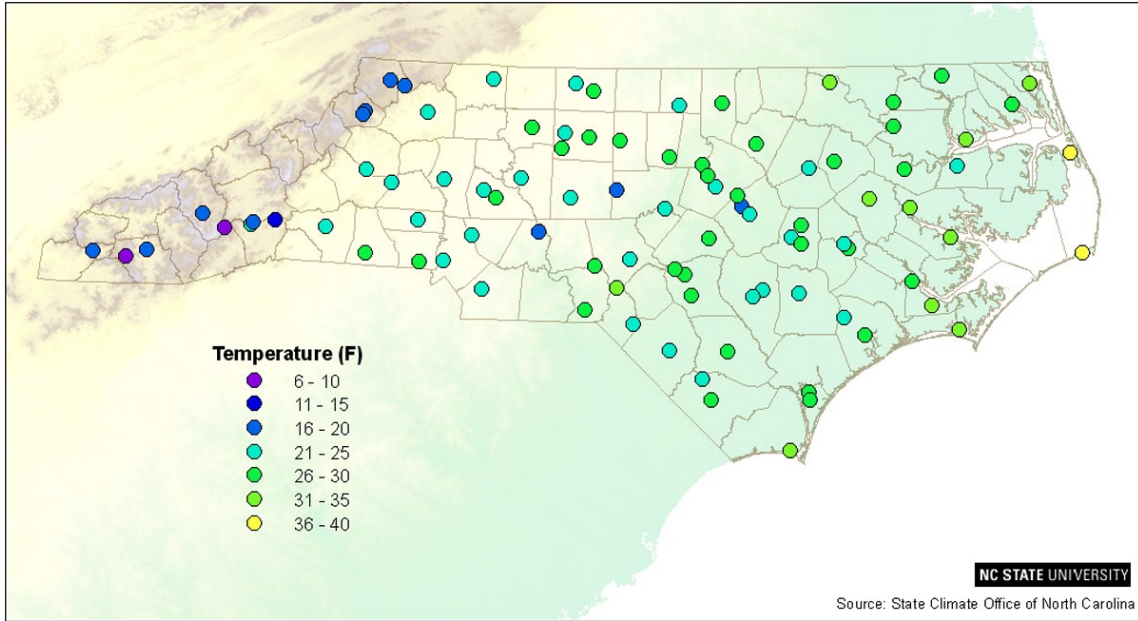 Temperature (F)
6 - 10
11 - 15
16 - 20
21 - 25
26 - 30
31 - 35
36 - 40
NC STATE UNIVERSITY
Source: State Climate Office of North Carolina